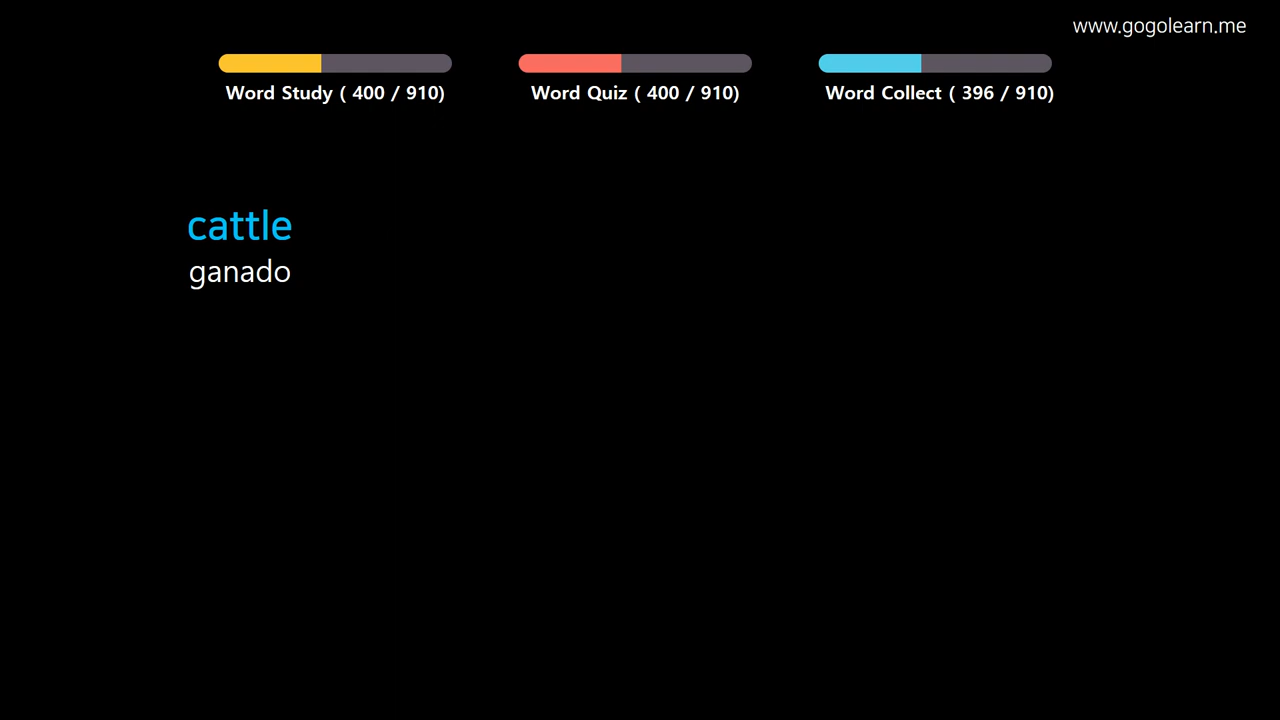 www.gogolearn.me
Word Study ( 400 / 910)
Word Quiz ( 400 / 910)
Word Collect ( 396 / 910)
cattle
ganado